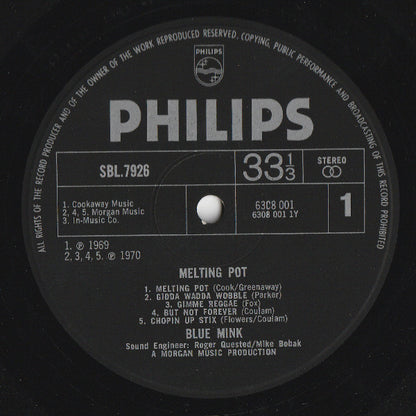 ALL RIGHTS OF THE RECORD PRODUCER AND OF THE OWNER OF THE WORK REPRODUCED RESERVED. COPYING, PUBLIC PERFORMANCE AND BROADCASTING OF THIS RECORD PROHIBITED
PHILIPS
PHILIPS
SBL.7926
33 1/3
STEREO
1. Cookaway Music
2, 4, 5. Morgan Music
3. In-Music Co.
63C8 001
6308 001 1Y
1
1. ℗ 1969
2,3, 4, 5. ℗ 1970
MELTING POT
1. MELTING POT (Cook/Greenaway)
2. GIDDA WADDA WOBBLE (Parker)
3. GIMME REGGAE (Fox)
4. BUT NOT FOREVER (Coulam)
5. CHOPIN UP STIX (Flowers/Coulam)
BLUE MINK
Sound Engineer: Roger Quested/Mike Bobak
A MORGAN MUSIC PRODUCTION